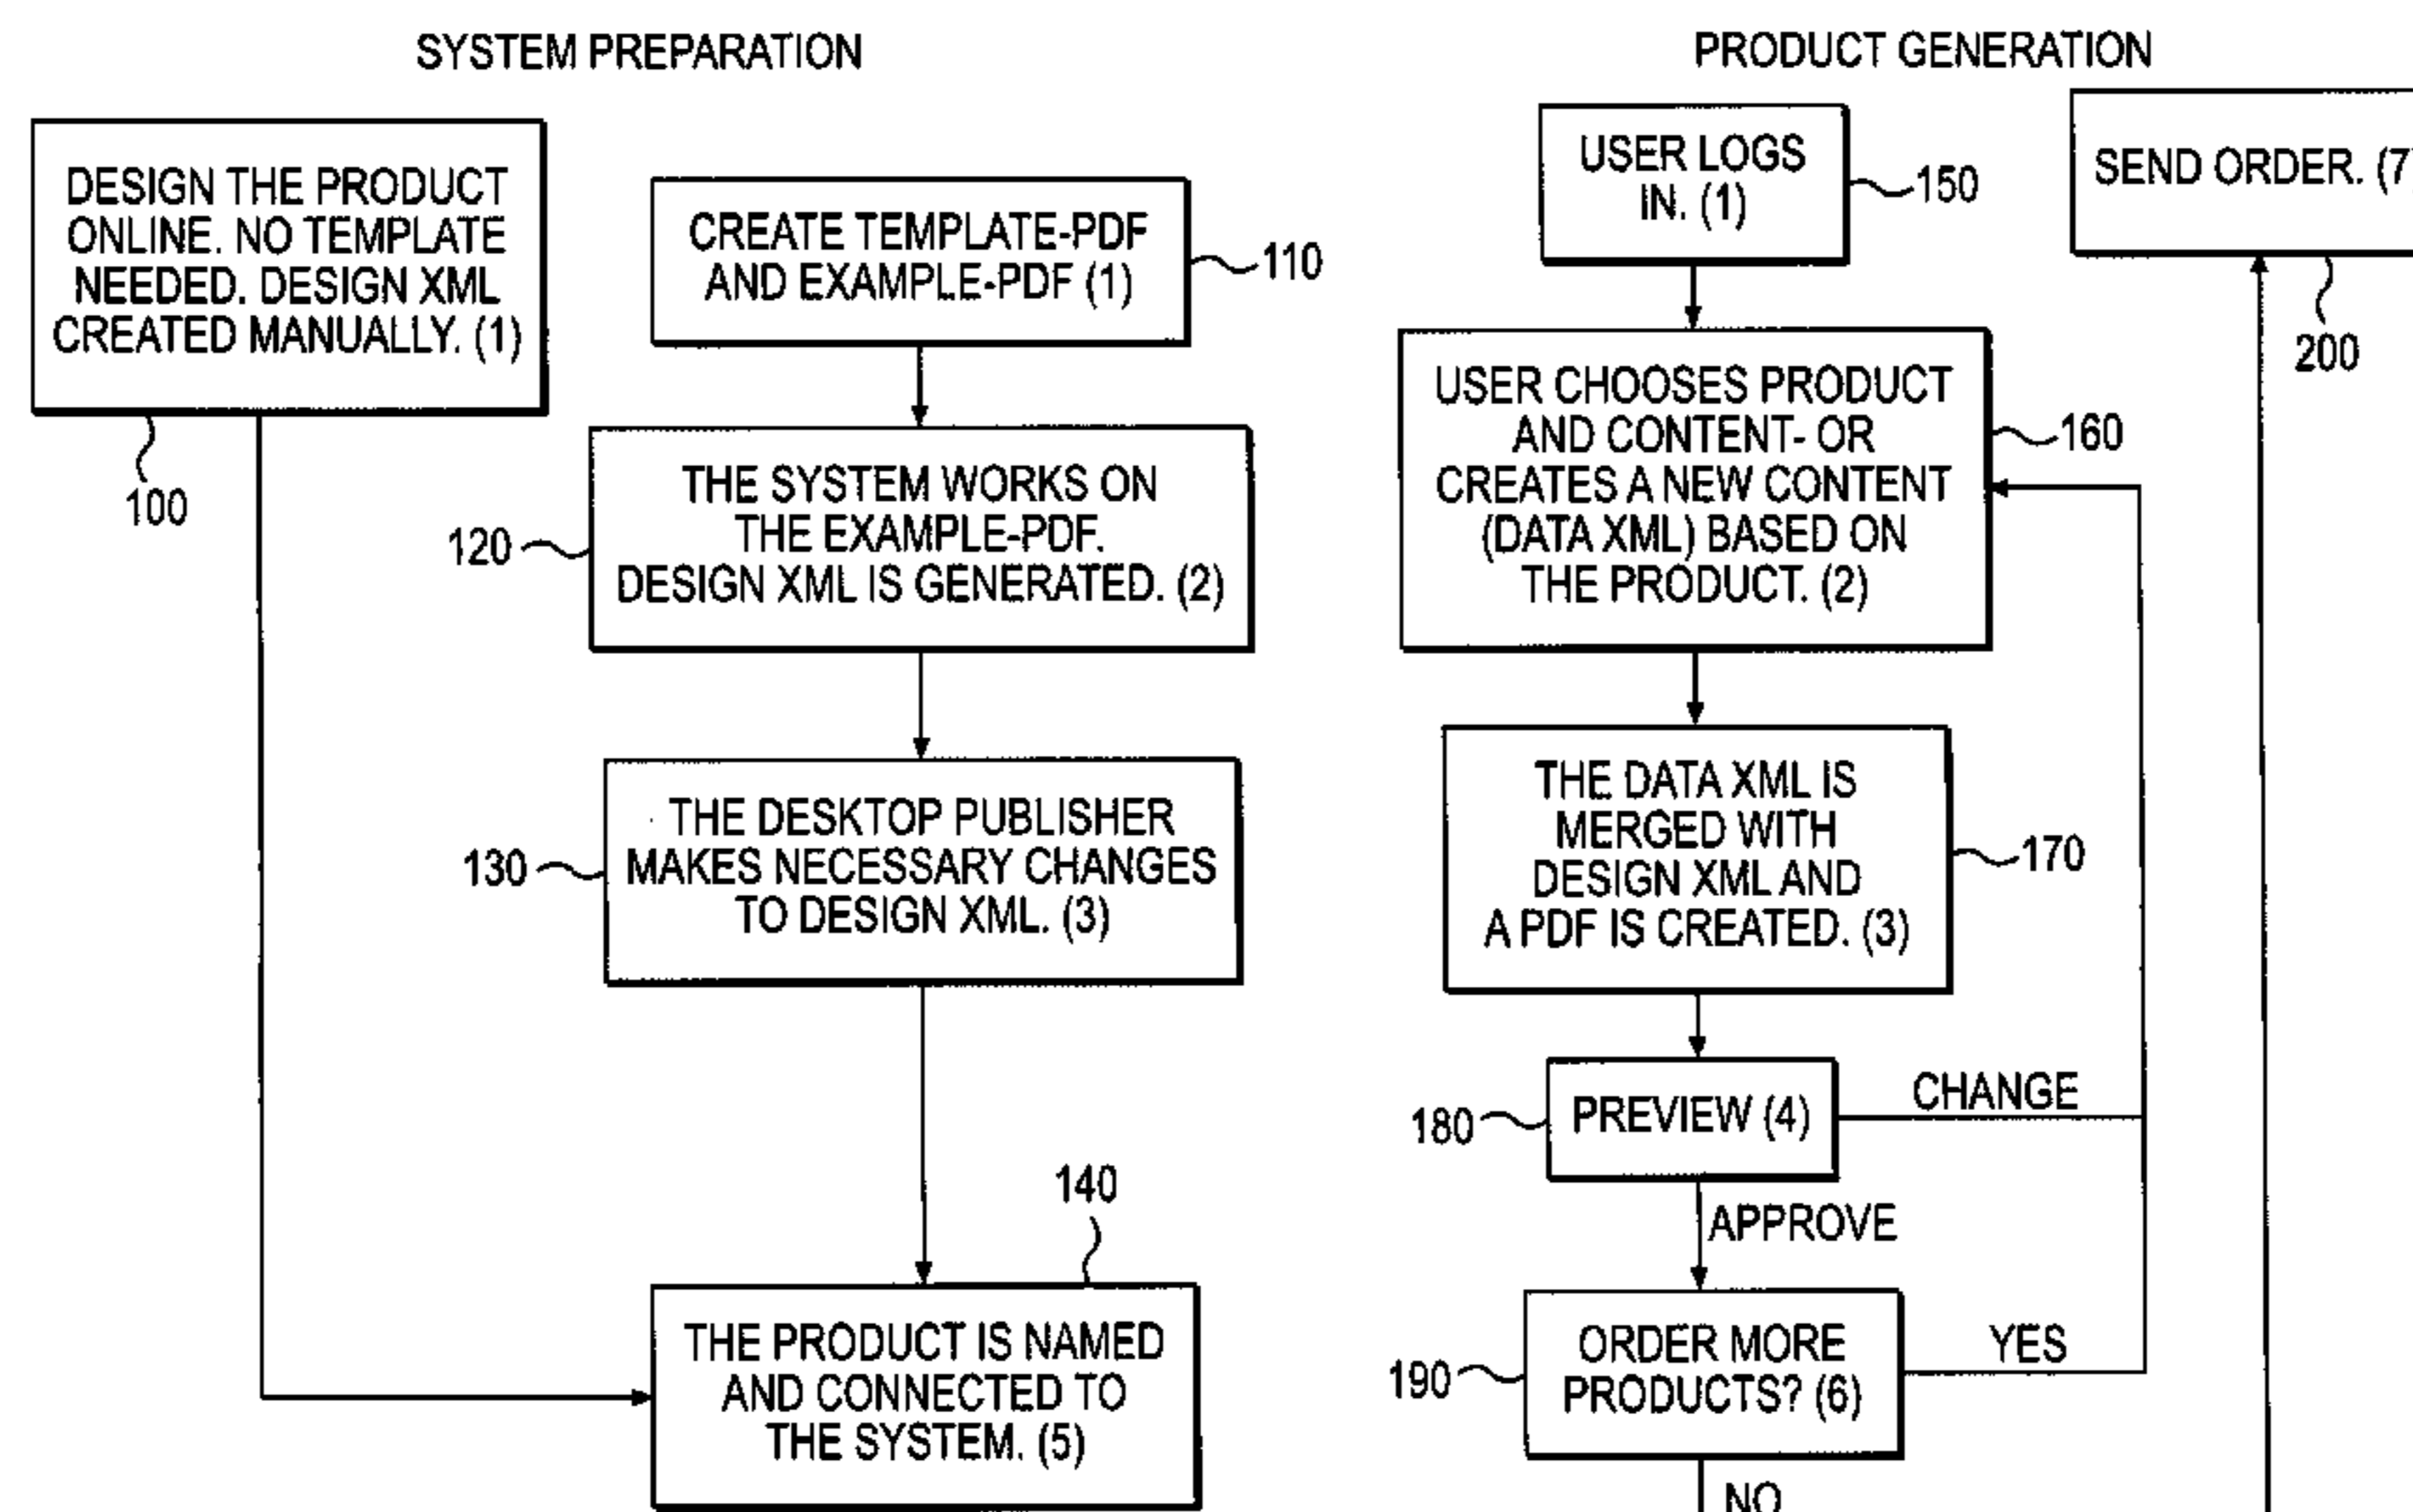 SYSTEM PREPARATION
DESIGN THE PRODUCT
ONLINE. NO TEMPLATE
NEEDED. DESIGN XML
CREATED MANUALLY. (1)
100
CREATE TEMPLATE-PDF
AND EXAMPLE-PDF (1)
110
THE SYSTEM WORKS ON
THE EXAMPLE-PDF.
DESIGN XML IS GENERATED. (2)
120
THE DESKTOP PUBLISHER
MAKES NECESSARY CHANGES
TO DESIGN XML. (3)
130
140
THE PRODUCT IS NAMED
AND CONNECTED TO
THE SYSTEM. (5)
PRODUCT GENERATION
USER LOGS
IN. (1)
150
SEND ORDER. (7)
200
USER CHOOSES PRODUCT
AND CONTENT- OR
CREATES A NEW CONTENT
(DATA XML) BASED ON
THE PRODUCT. (2)
160
THE DATA XML IS
MERGED WITH
DESIGN XML AND
A PDF IS CREATED. (3)
170
PREVIEW (4)
180
CHANGE
APPROVE
ORDER MORE
PRODUCTS? (6)
190
YES
NO